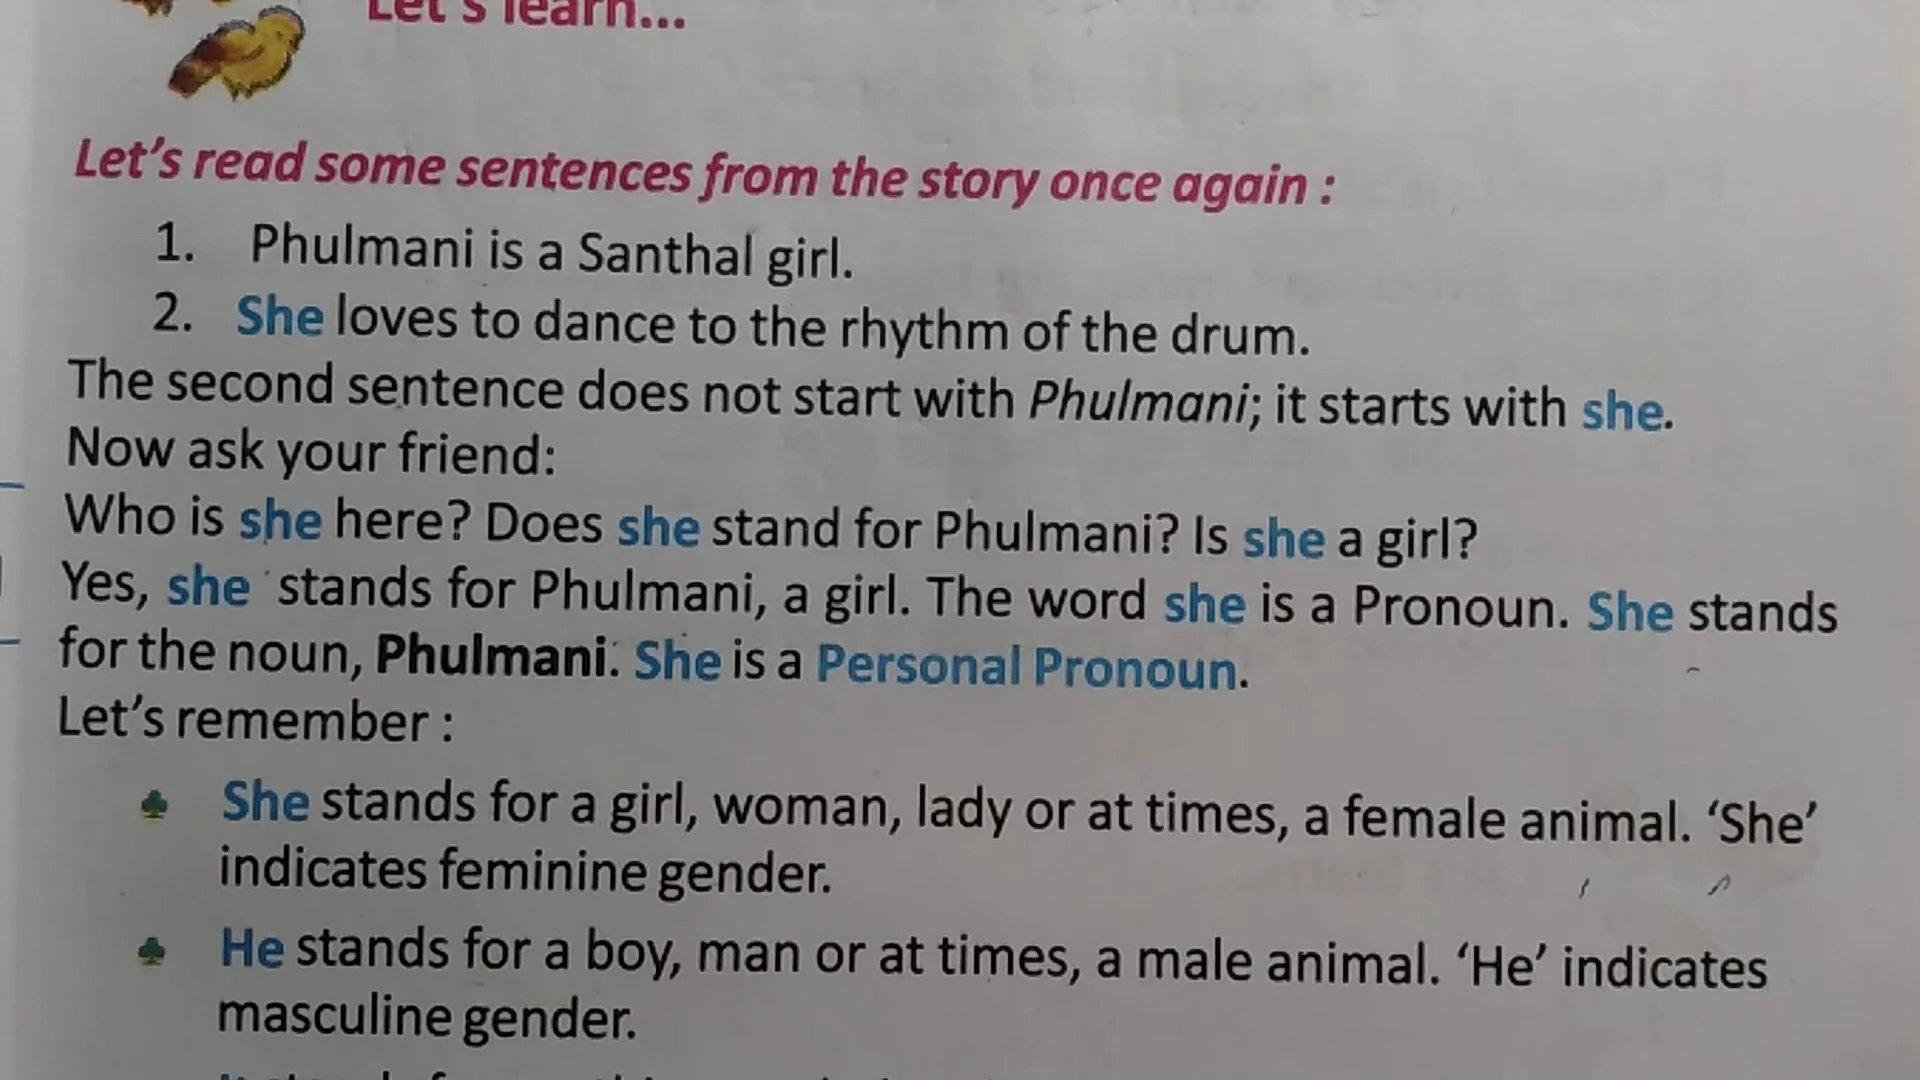 Let's learn...
Let's read some sentences from the story once again :
1. Phulmani is a Santhal girl.
2. She loves to dance to the rhythm of the drum.
The second sentence does not start with Phulmani; it starts with she.
Now ask your friend:
Who is she here? Does she stand for Phulmani? Is she a girl?
Yes, she stands for Phulmani, a girl. The word she is a Pronoun. She stands
for the noun, Phulmani. She is a Personal Pronoun.
Let's remember :
♣ She stands for a girl, woman, lady or at times, a female animal. 'She'
indicates feminine gender.
♣ He stands for a boy, man or at times, a male animal. 'He' indicates
masculine gender.